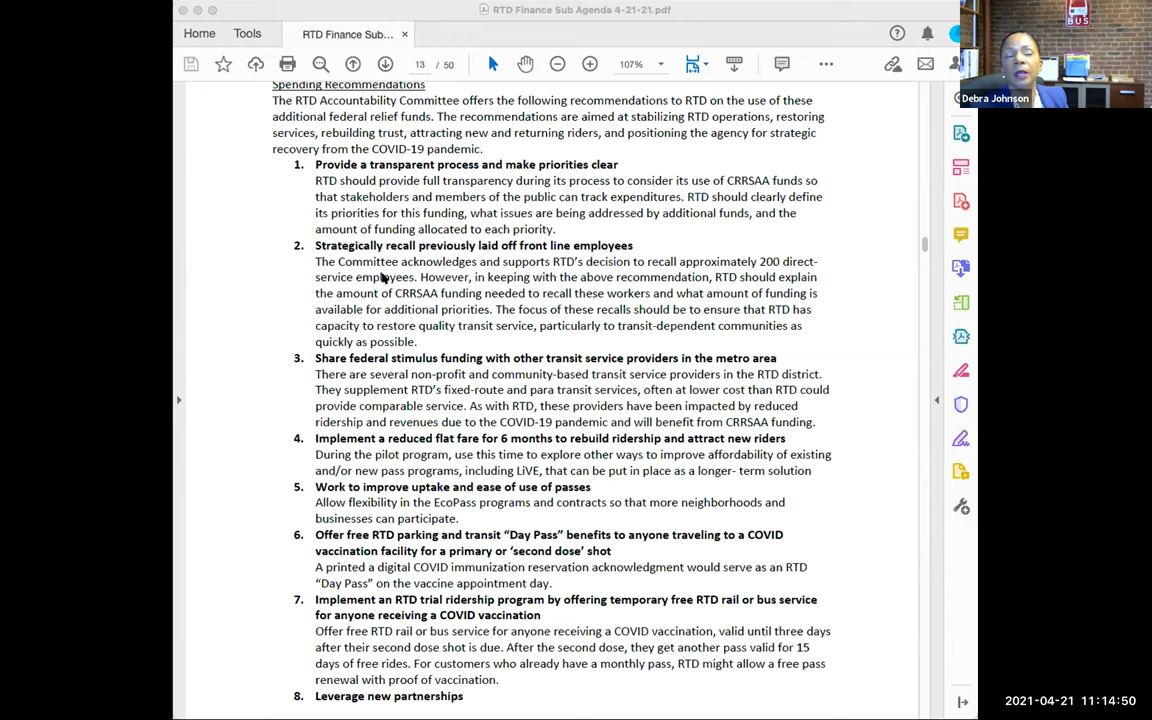 RTD Finance Sub Agenda 4-21-21.pdf
Home Tools RTD Finance Sub... ×
13 / 50 107%
BUS
Debra Johnson
Spending Recommendations
The RTD Accountability Committee offers the following recommendations to RTD on the use of these
additional federal relief funds. The recommendations are aimed at stabilizing RTD operations, restoring
services, rebuilding trust, attracting new and returning riders, and positioning the agency for strategic
recovery from the COVID-19 pandemic.
1. Provide a transparent process and make priorities clear
RTD should provide full transparency during its process to consider its use of CRRSAA funds so
that stakeholders and members of the public can track expenditures. RTD should clearly define
its priorities for this funding, what issues are being addressed by additional funds, and the
amount of funding allocated to each priority.
2. Strategically recall previously laid off front line employees
The Committee acknowledges and supports RTD's decision to recall approximately 200 direct-
service employees. However, in keeping with the above recommendation, RTD should explain
the amount of CRRSAA funding needed to recall these workers and what amount of funding is
available for additional priorities. The focus of these recalls should be to ensure that RTD has
capacity to restore quality transit service, particularly to transit-dependent communities as
quickly as possible.
3. Share federal stimulus funding with other transit service providers in the metro area
There are several non-profit and community-based transit service providers in the RTD district.
They supplement RTD's fixed-route and para transit services, often at lower cost than RTD could
provide comparable service. As with RTD, these providers have been impacted by reduced
ridership and revenues due to the COVID-19 pandemic and will benefit from CRRSAA funding.
4. Implement a reduced flat fare for 6 months to rebuild ridership and attract new riders
During the pilot program, use this time to explore other ways to improve affordability of existing
and/or new pass programs, including LiVE, that can be put in place as a longer- term solution
5. Work to improve uptake and ease of use of passes
Allow flexibility in the EcoPass programs and contracts so that more neighborhoods and
businesses can participate.
6. Offer free RTD parking and transit “Day Pass” benefits to anyone traveling to a COVID
vaccination facility for a primary or ‘second dose’ shot
A printed a digital COVID immunization reservation acknowledgment would serve as an RTD
“Day Pass” on the vaccine appointment day.
7. Implement an RTD trial ridership program by offering temporary free RTD rail or bus service
for anyone receiving a COVID vaccination
Offer free RTD rail or bus service for anyone receiving a COVID vaccination, valid until three days
after their second dose shot is due. After the second dose, they get another pass valid for 15
days of free rides. For customers who already have a monthly pass, RTD might allow a free pass
renewal with proof of vaccination.
8. Leverage new partnerships
2021-04-21 11:14:50